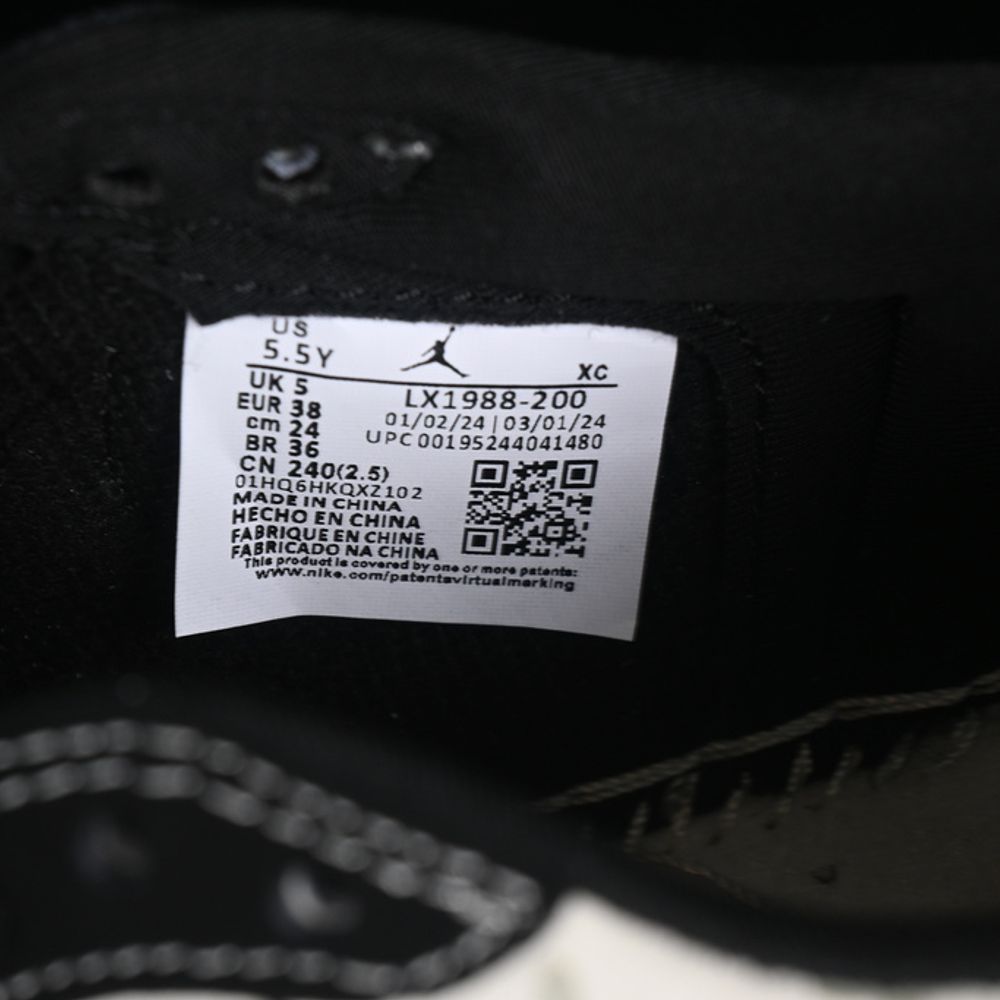 US
5.5Y
XC
UK 5
EUR 38
cm 24
BR 36
CN 240(2.5)
LX1988-200
01/02/24 | 03/01/24
UPC 00195244041480
01HQ6HKQXZ102
MADE IN CHINA
HECHO EN CHINA
FABRIQUE EN CHINE
FABRICADO NA CHINA
This product is covered by one or more patents:
www.nike.com/patentsvirtualmarking